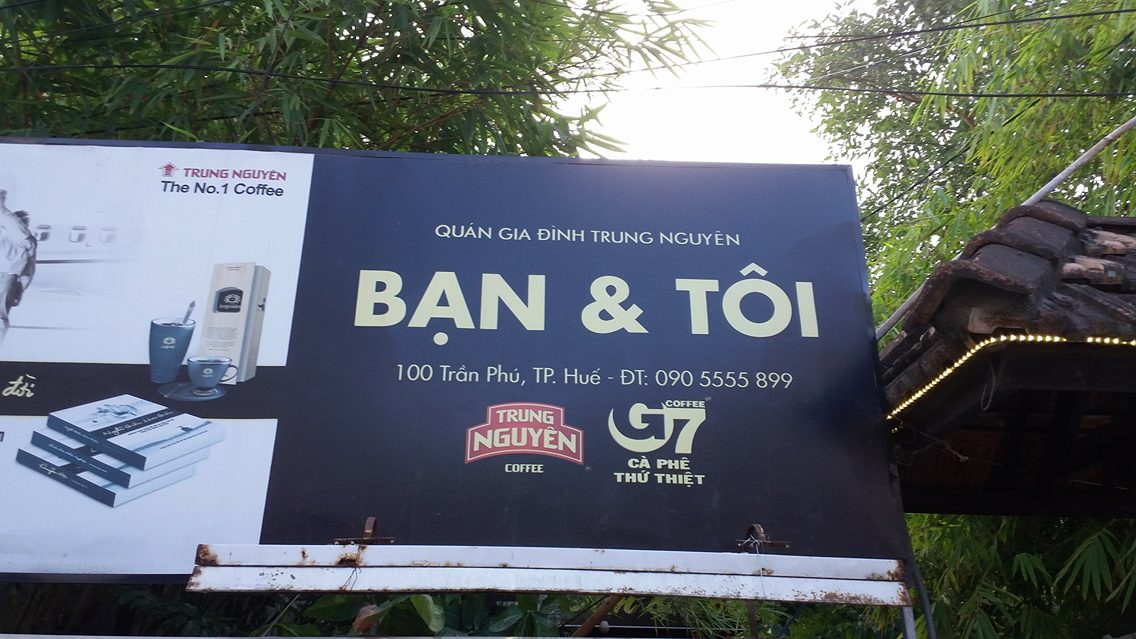 TRUNG NGUYÊN
The No.1 Coffee
đời
QUÁN GIA ĐÌNH TRUNG NGUYÊN
BẠN & TÔI
100 Trần Phú, TP. Huế - ĐT: 090 5555 899
TRUNG
NGUYÊN
COFFEE
COFFEE
G7
CÀ PHÊ
THỨ THIỆT